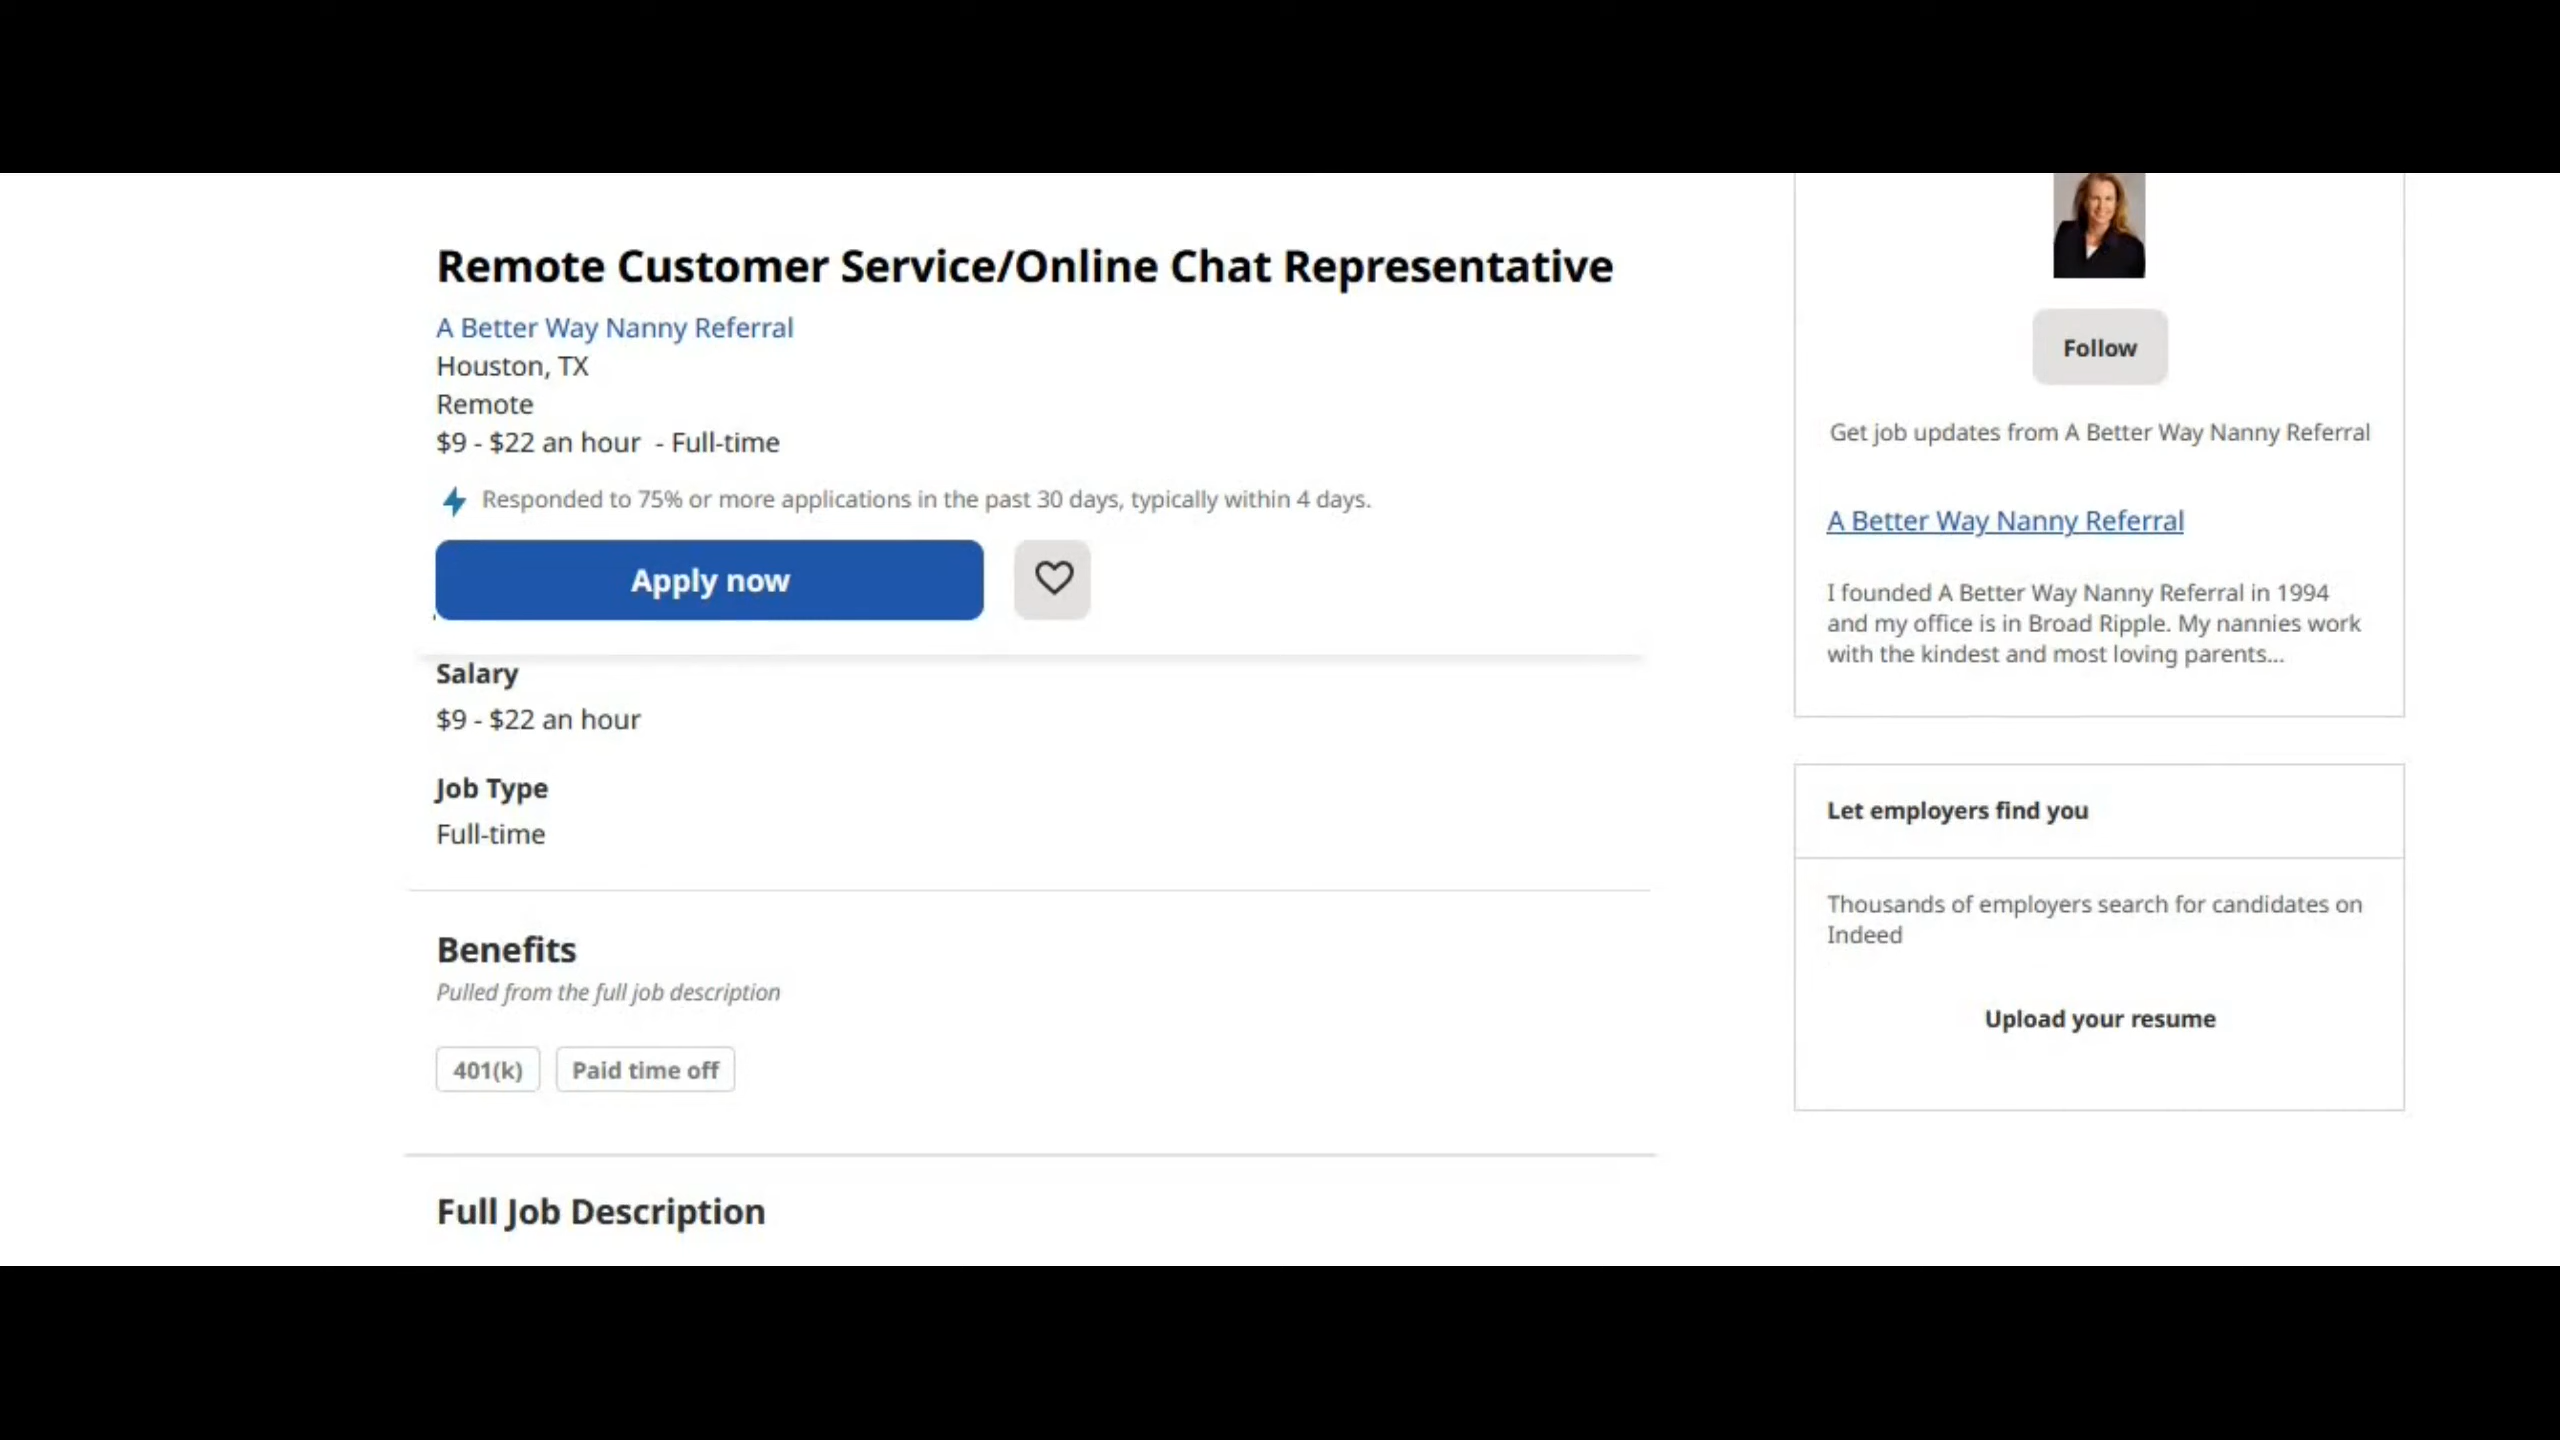 Remote Customer Service/Online Chat Representative
A Better Way Nanny Referral
Houston, TX
Remote
$9 - $22 an hour - Full-time
Responded to 75% or more applications in the past 30 days, typically within 4 days.
Apply now
Salary
$9 - $22 an hour
Job Type
Full-time
Benefits
Pulled from the full job description
401(k)
Paid time off
Full Job Description
Follow
Get job updates from A Better Way Nanny Referral
A Better Way Nanny Referral
I founded A Better Way Nanny Referral in 1994
and my office is in Broad Ripple. My nannies work
with the kindest and most loving parents...
Let employers find you
Thousands of employers search for candidates on
Indeed
Upload your resume